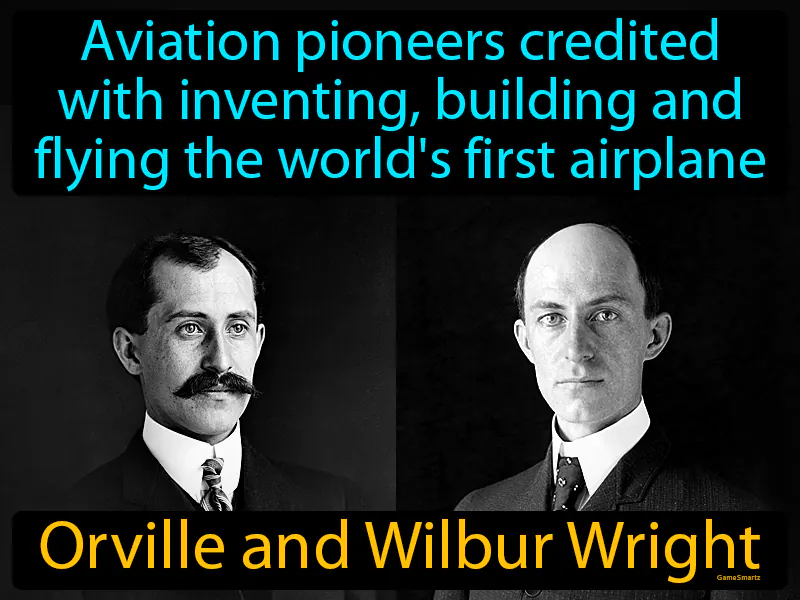 Aviation pioneers credited
with inventing, building and
flying the world's first airplane
Orville and Wilbur Wright
GameSmartz